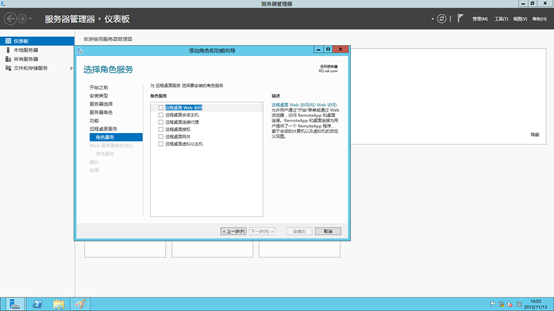 服务器管理器
服务器管理器 · 仪表板
管理(M) 工具(T) 视图(V) 帮助(H)
仪表板
本地服务器
所有服务器
文件和存储服务
欢迎使用服务器管理器
隐藏
添加角色和功能向导
选择角色服务
目标服务器
开始之前
安装类型
服务器选择
服务器角色
功能
远程桌面服务
角色服务
Web 服务器角色(IIS)
角色服务
确认
结果
为 远程桌面服务 选择要安装的角色服务
角色服务
远程桌面 Web 访问
远程桌面会话主机
远程桌面连接代理
远程桌面授权
远程桌面网关
远程桌面虚拟化主机
描述
远程桌面 Web 访问(RD Web 访问)
允许用户通过"开始"菜单或通过 Web
浏览器,访问 RemoteApp 和桌面
连接。RemoteApp 和桌面连接为用
户提供了一个 RemoteApp 程序、
基于会话的计算机以及虚拟机的自定
义视图。
< 上一步(P)
下一步(N) >
安装(I)
取消
16:03
2013/11/13